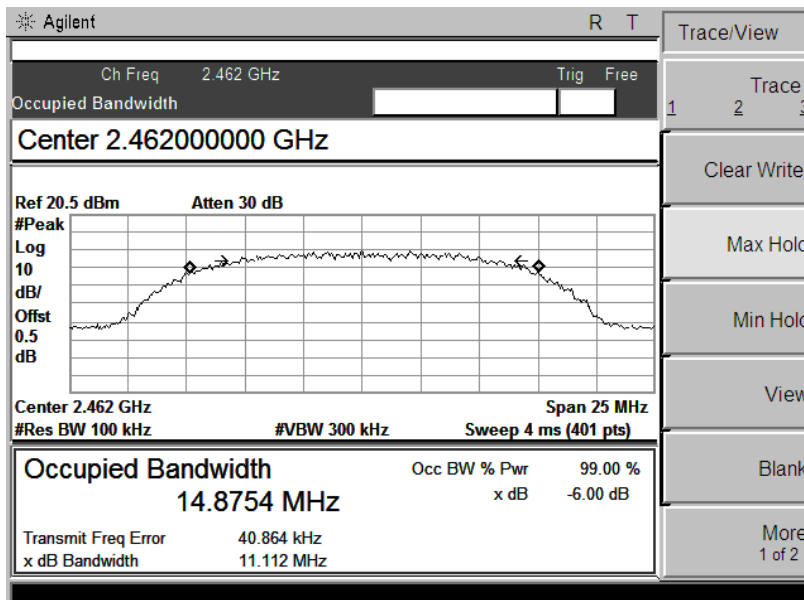 Agilent R T
Ch Freq 2.462 GHz Trig Free
Occupied Bandwidth
Center 2.462000000 GHz
Ref 20.5 dBm Atten 30 dB
#Peak
Log
10
dB/
Offst
0.5
dB
Center 2.462 GHz Span 25 MHz
#Res BW 100 kHz #VBW 300 kHz Sweep 4 ms (401 pts)
Occupied Bandwidth
14.8754 MHz
Occ BW % Pwr 99.00 %
x dB -6.00 dB
Transmit Freq Error 40.864 kHz
x dB Bandwidth 11.112 MHz
Trace/View
Trace
1 2 3
Clear Write
Max Hold
Min Hold
View
Blank
More
1 of 2